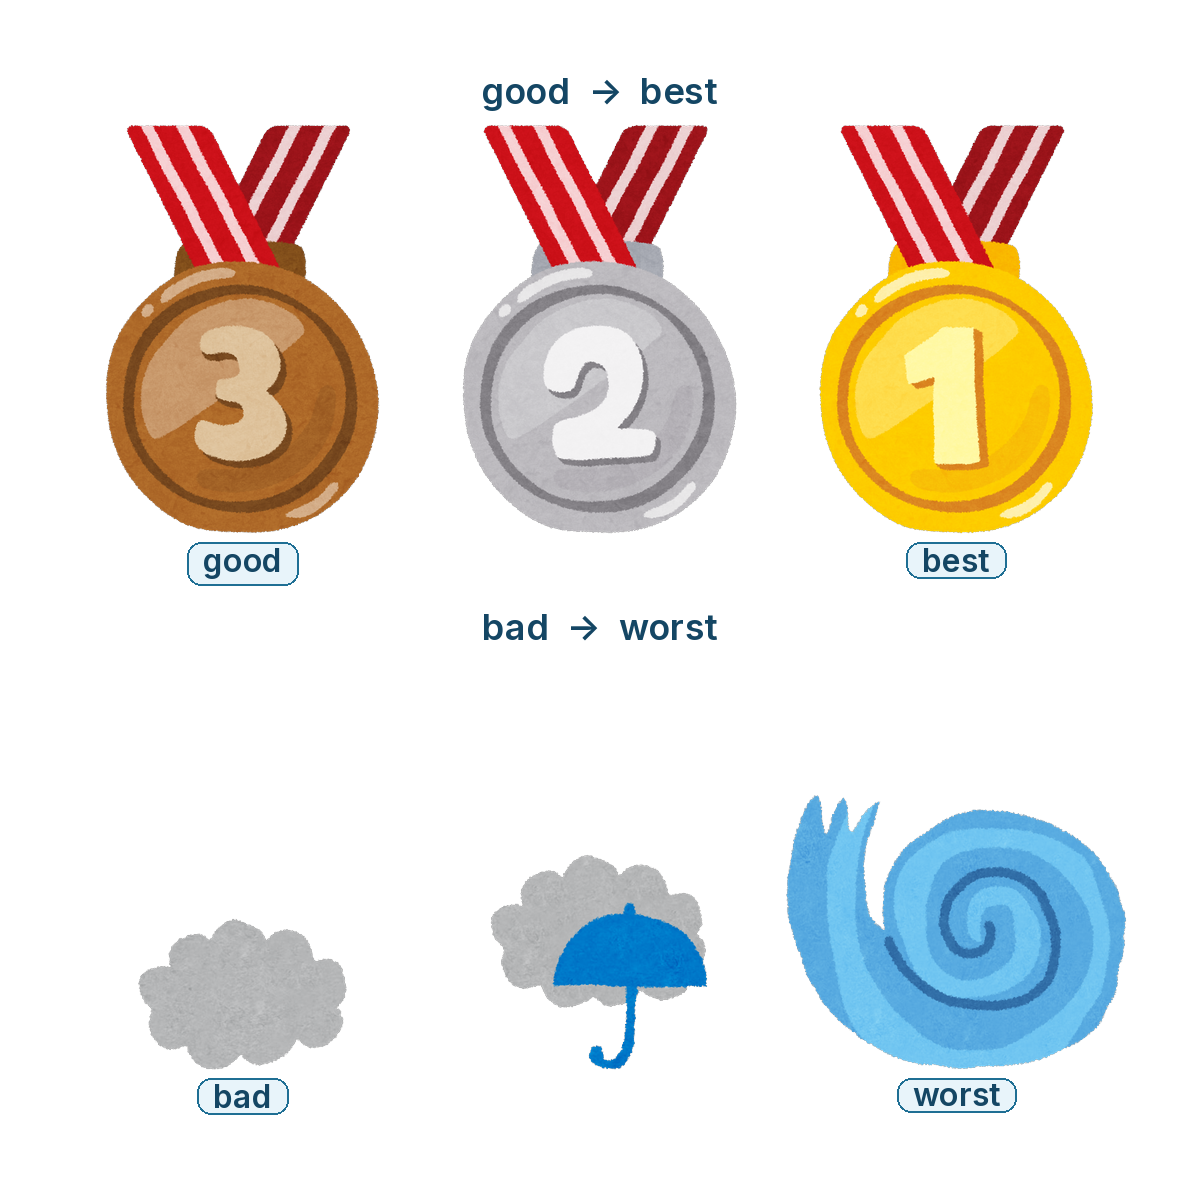 good → best
3 2 1
good best
bad → worst
bad worst